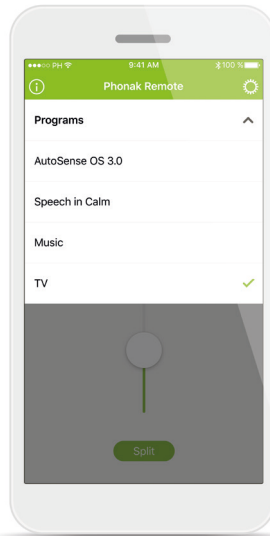 ●●●○○ PH 9:41 AM 100 %
Phonak Remote
Programs
AutoSense OS 3.0
Speech in Calm
Music
TV
Split